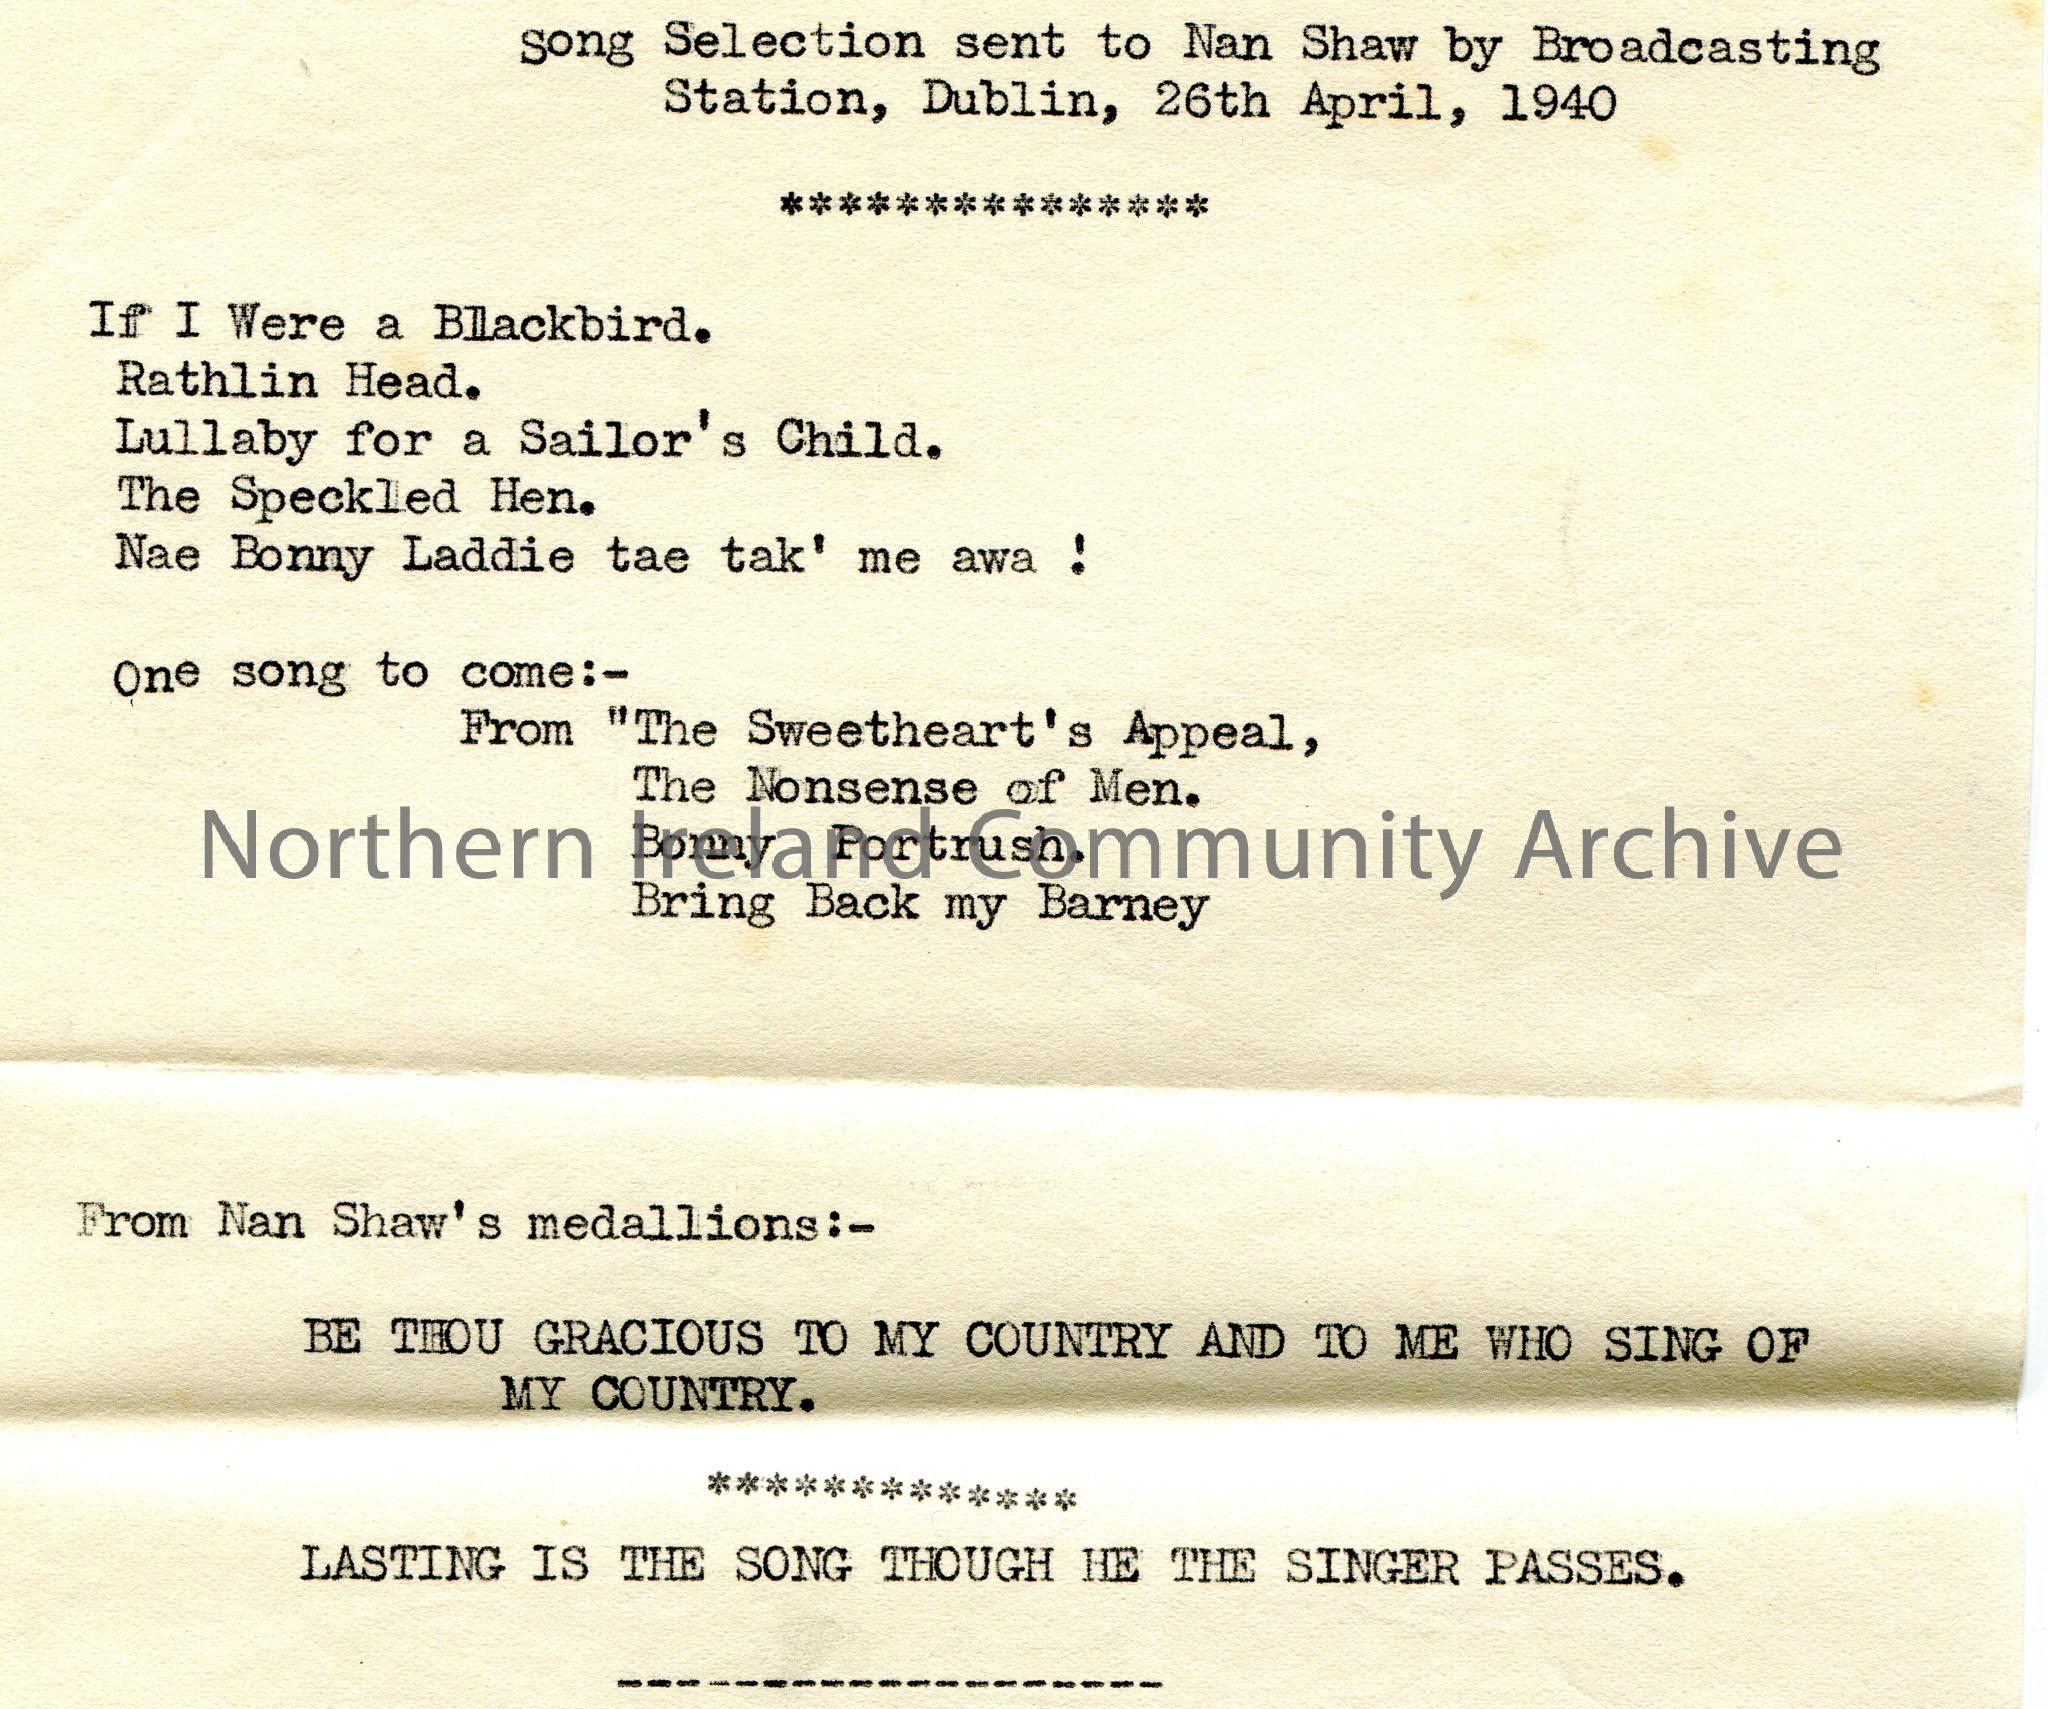 Song Selection sent to Nan Shaw by Broadcasting
Station, Dublin, 26th April, 1940
***************
If I Were a Bllackbird.
Rathlin Head.
Lullaby for a Sailor's Child.
The Speckled Hen.
Nae Bonny Laddie tae tak' me awa !
One song to come:-
From "The Sweetheart's Appeal,
The Nonsense of Men.
Bonny Portrush.
Northern Ireland Community Archive
Bring Back my Barney
From Nan Shaw's medallions:-
BE THOU GRACIOUS TO MY COUNTRY AND TO ME WHO SING OF
MY COUNTRY.
*************
LASTING IS THE SONG THOUGH HE THE SINGER PASSES.
-------------------